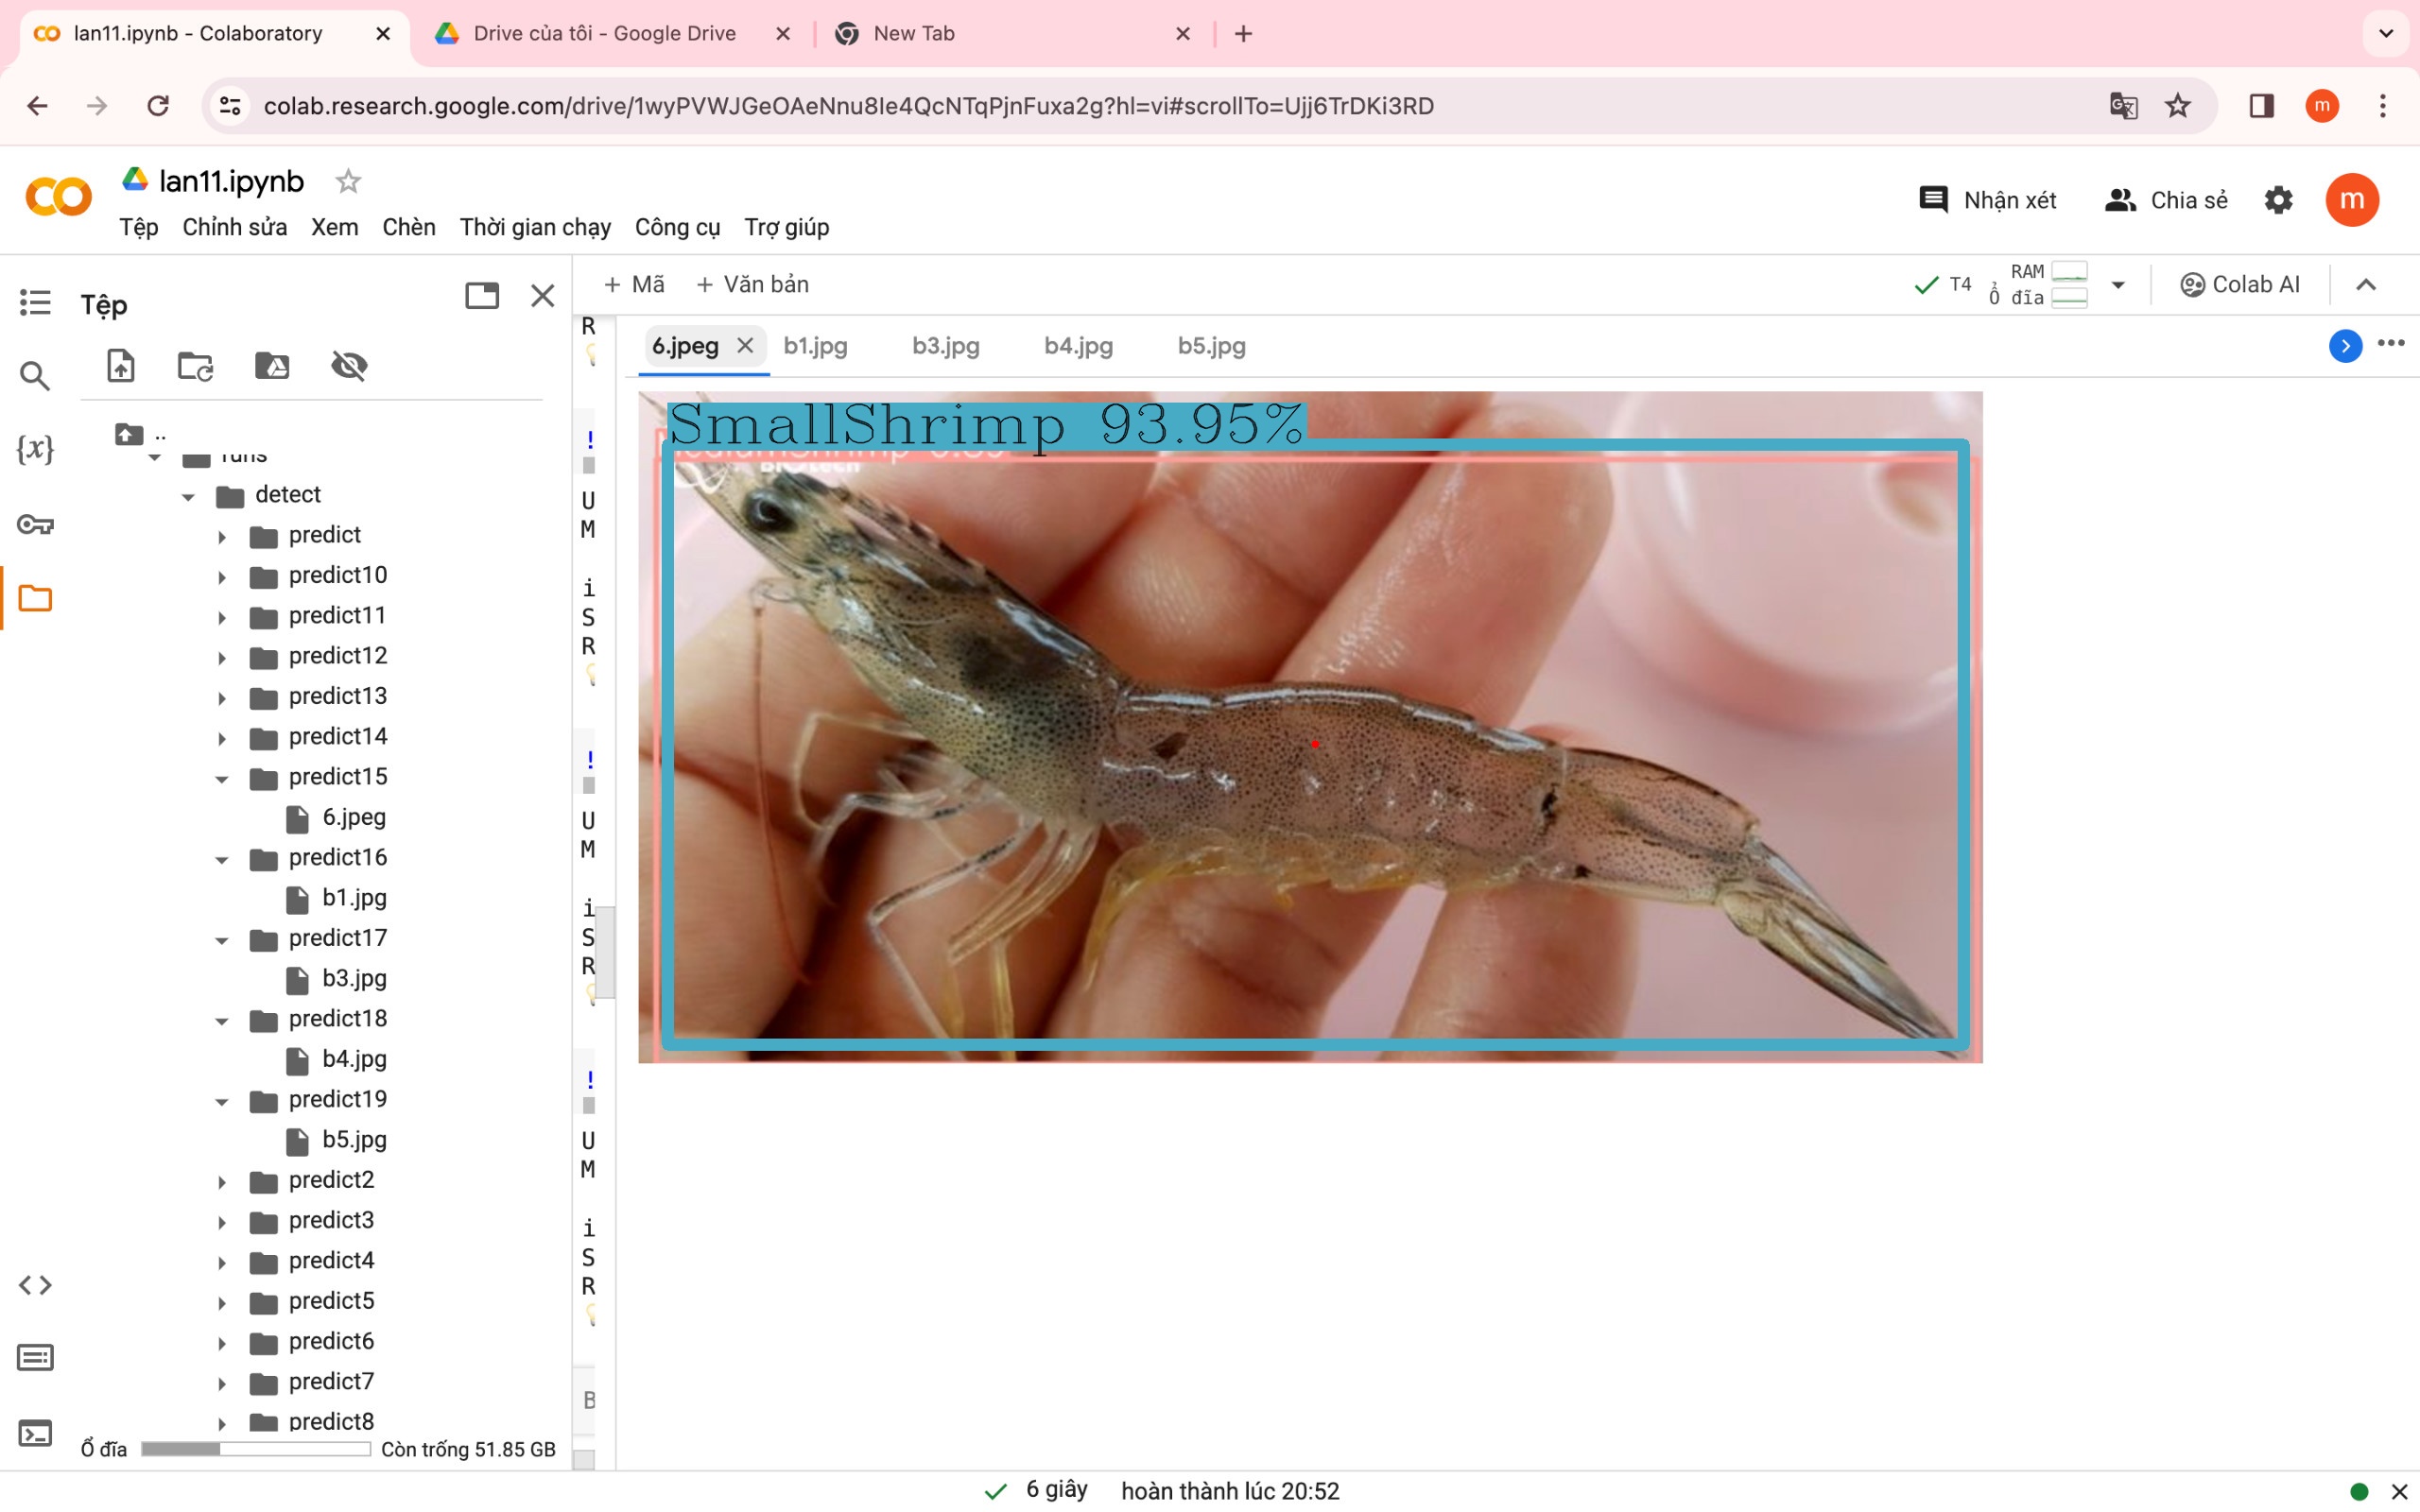 lan11.ipynb - Colaboratory
Drive của tôi - Google Drive
New Tab
colab.research.google.com/drive/1wyPVWJGeOAeNnu8Ie4QcNTqPjnFuxa2g?hl=vi#scrollTo=Ujj6TrDKi3RD
m
lan11.ipynb
Tệp Chỉnh sửa Xem Chèn Thời gian chạy Công cụ Trợ giúp
Nhận xét
Chia sẻ
m
Tệp
+ Mã + Văn bản
T4
RAM
Ổ đĩa
Colab AI
6.jpeg
b1.jpg
b3.jpg
b4.jpg
b5.jpg
{x}
..
runs
detect
predict
predict10
predict11
predict12
predict13
predict14
predict15
6.jpeg
predict16
b1.jpg
predict17
b3.jpg
predict18
b4.jpg
predict19
b5.jpg
predict2
predict3
predict4
predict5
predict6
predict7
predict8
Ổ đĩa
Còn trống 51.85 GB
R
!
U
M
i
S
R
!
U
M
i
S
R
!
U
M
i
S
R
SmallShrimp 93.95%
6 giây hoàn thành lúc 20:52